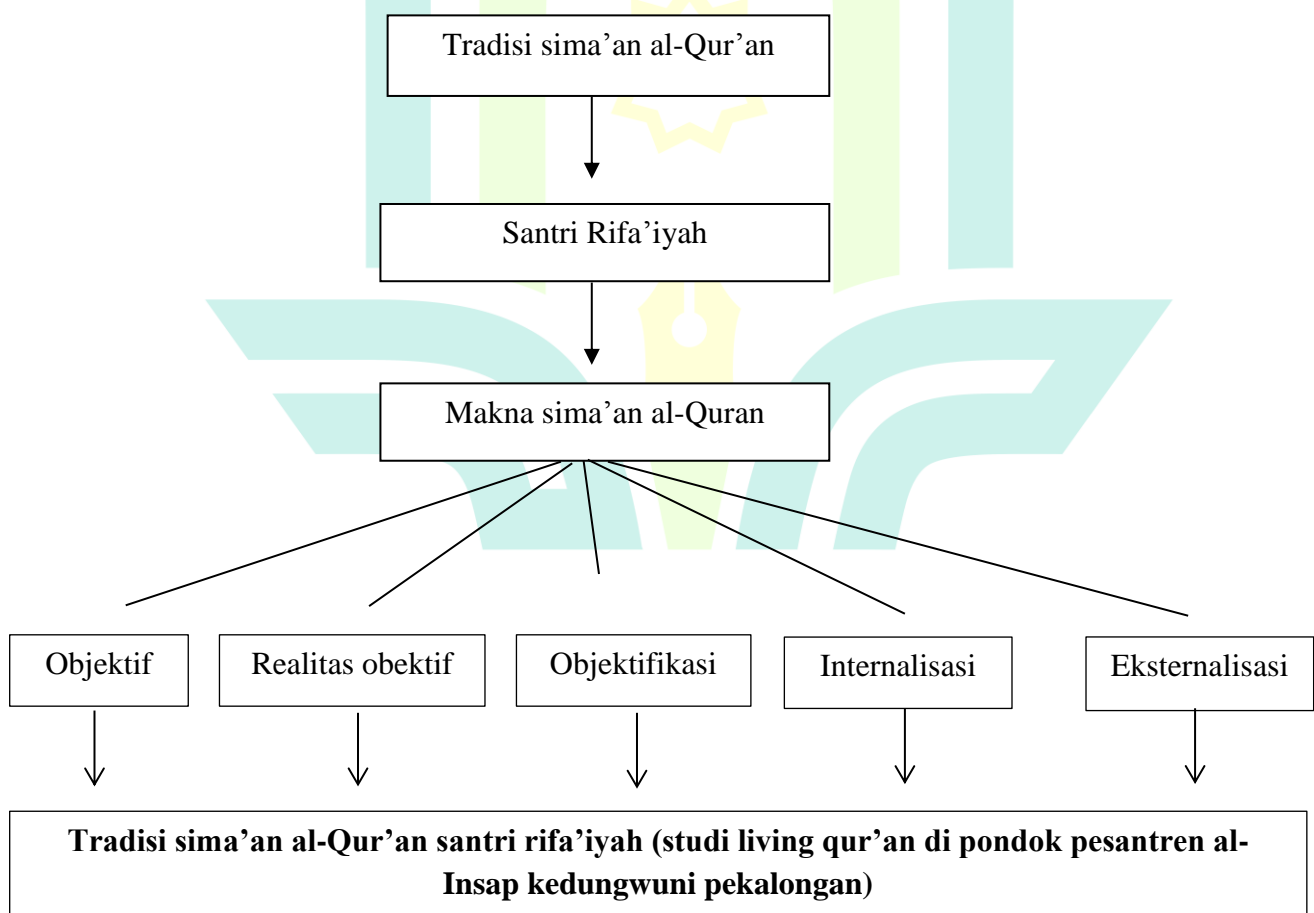 Tradisi sima’an al-Qur’an
Santri Rifa’iyah
Makna sima’an al-Quran
Objektif
Realitas obektif
Objektifikasi
Internalisasi
Eksternalisasi
Tradisi sima’an al-Qur’an santri rifa’iyah (studi living qur’an di pondok pesantren al-
Insap kedungwuni pekalongan)